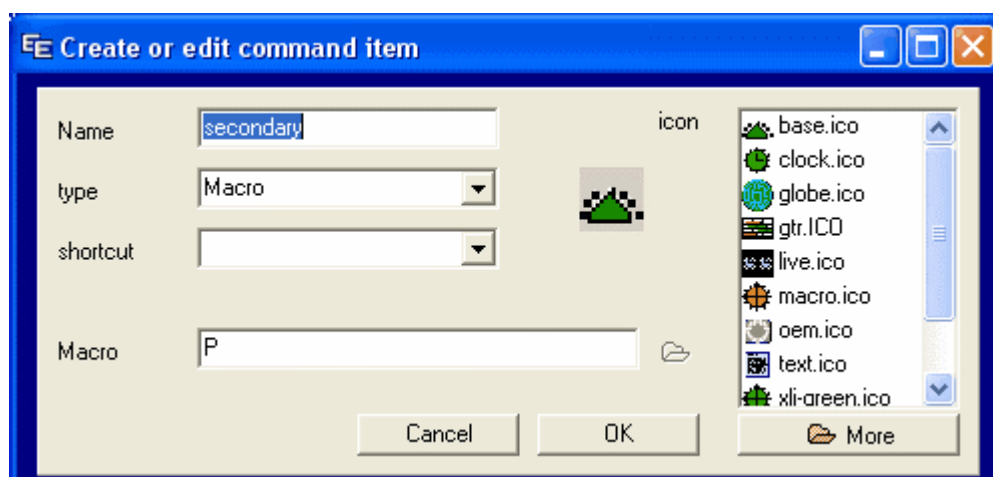 EE Create or edit command item
Name
secondary
type
Macro
shortcut
Macro
P
icon
base.ico
clock.ico
globe.ico
gtr.ICO
live.ico
macro.ico
oem.ico
text.ico
xli-green.ico
Cancel
OK
More